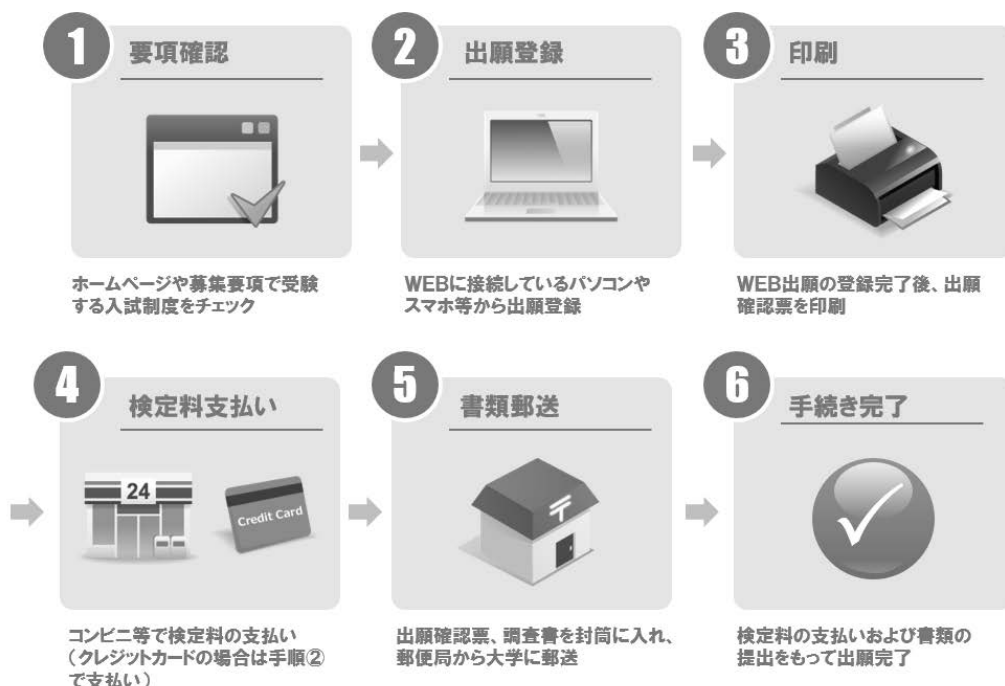 1 要項確認
ホームページや募集要項で受験
する入試制度をチェック
2 出願登録
WEBに接続しているパソコンや
スマホ等から出願登録
3 印刷
WEB出願の登録完了後、出願
確認票を印刷
4 検定料支払い
24
Credit Card
コンビニ等で検定料の支払い
（クレジットカードの場合は手順②
で支払い）
5 書類郵送
〒
出願確認票、調査書を封筒に入れ、
郵便局から大学に郵送
6 手続き完了
検定料の支払いおよび書類の
提出をもって出願完了